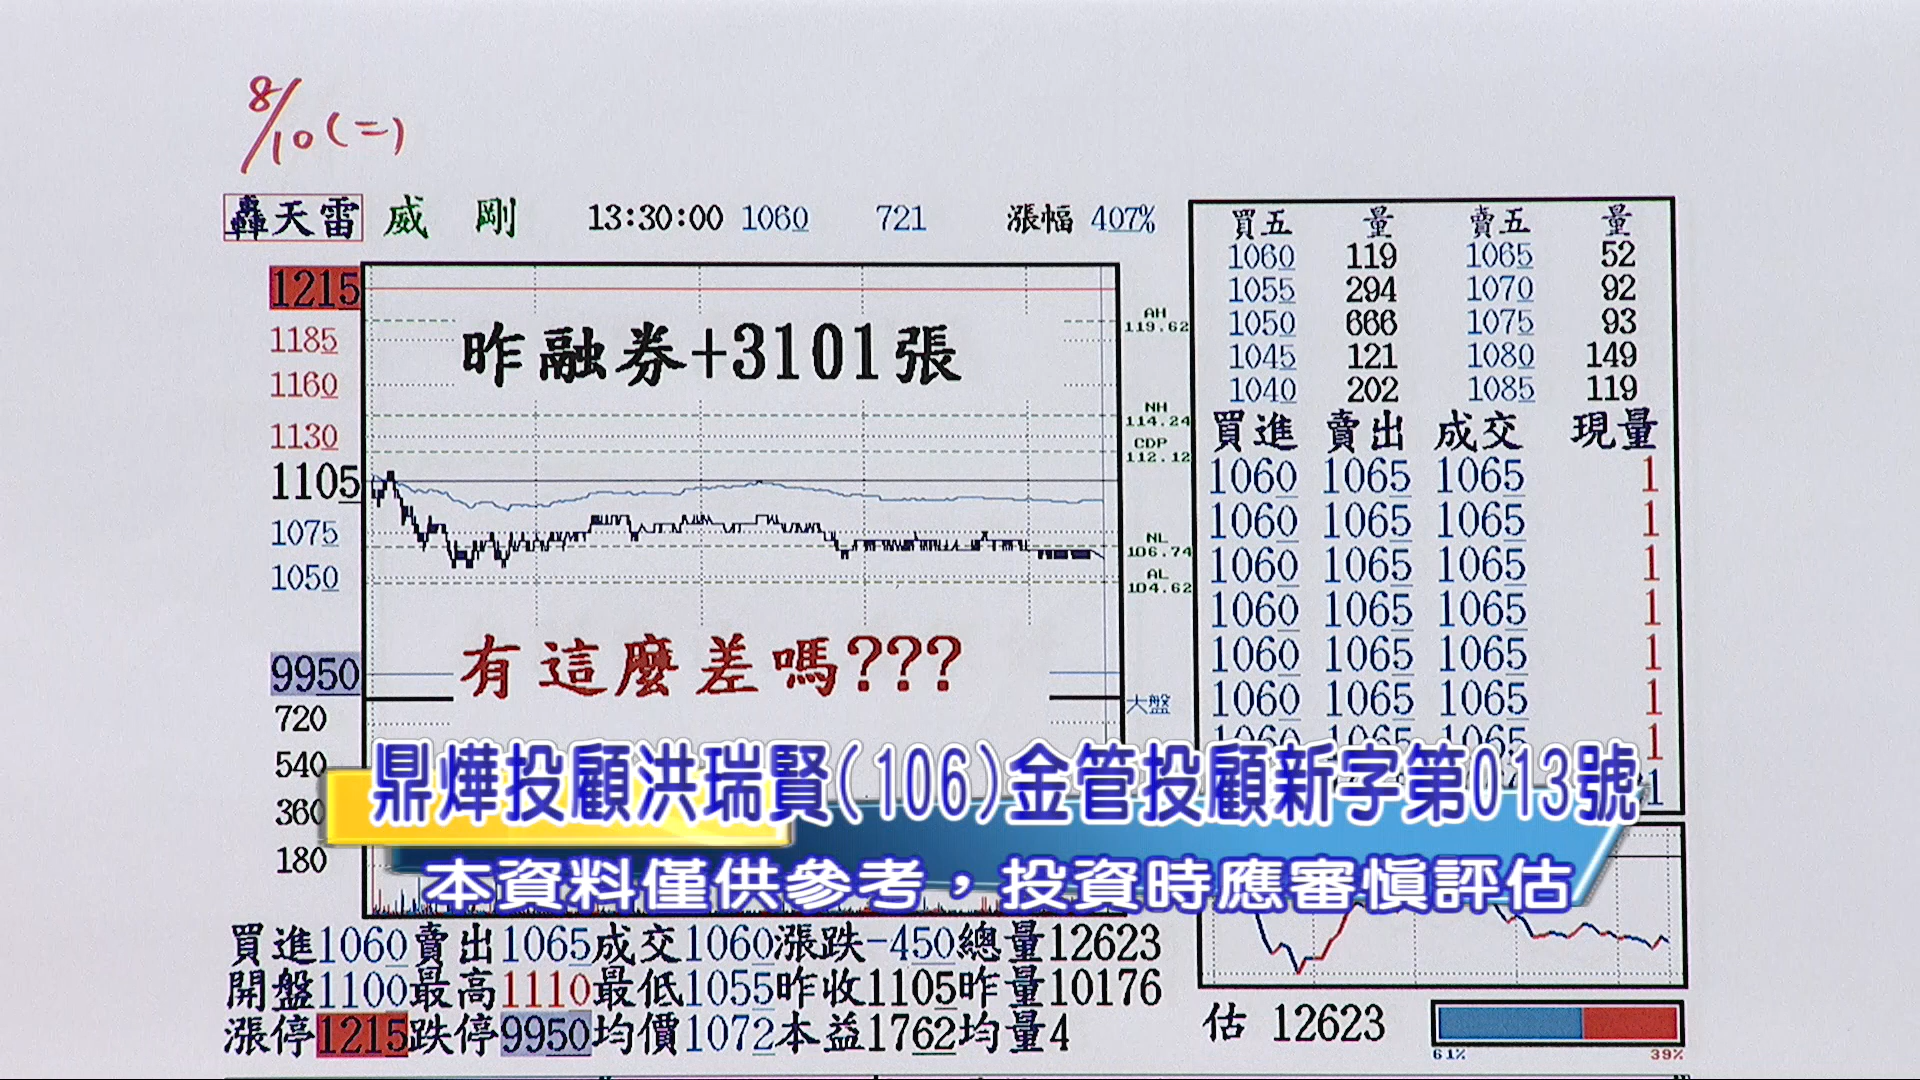 8/10(二)
轟天雷 威剛 13:30:00 1060 721 漲幅 407%
買五 量 賣五 量
1060 119 1065 52
1055 294 1070 92
1050 666 1075 93
1045 121 1080 149
1040 202 1085 119
1215
1185
1160
1130
1105
1075
1050
9950
720
540
360
180
昨融券+3101張
有這麼差嗎???
AH
119.62
NH
114.24
CDP
112.12
NL
106.74
AL
104.62
大盤
買進 賣出 成交 現量
1060 1065 1065 1
1060 1065 1065 1
1060 1065 1065 1
1060 1065 1065 1
1060 1065 1065 1
1060 1065 1065 1
1060 1065 1065 1
1
鼎燁投顧洪瑞賢(106)金管投顧新字第013號
本資料僅供參考，投資時應審慎評估
買進1060賣出1065成交1060漲跌-450總量12623
開盤1100最高1110最低1055昨收1105昨量10176
漲停1215跌停9950均價1072本益1762均量4
估 12623
61% 39%